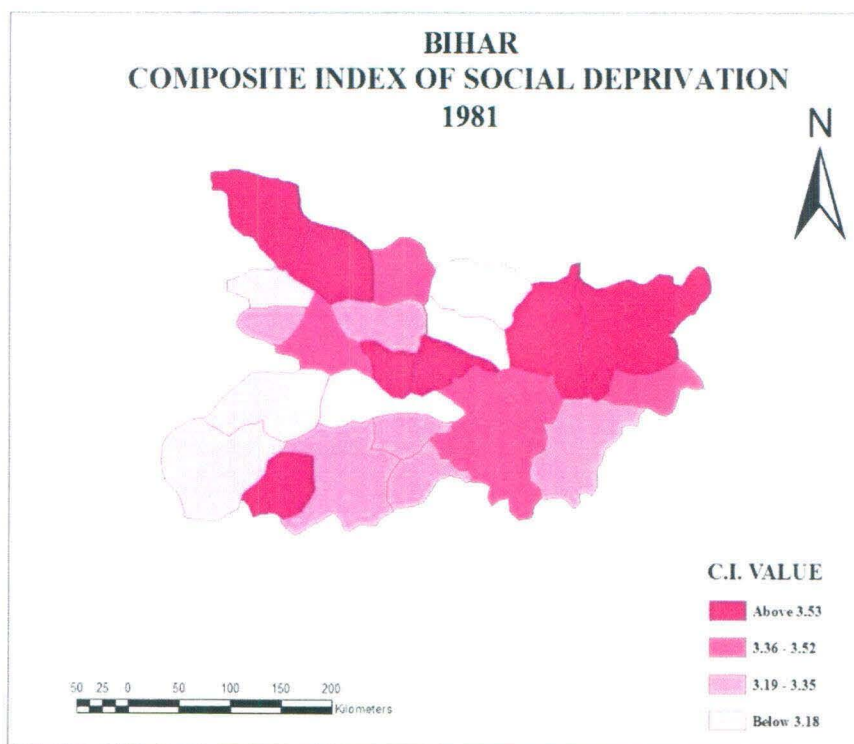 BIHAR
COMPOSITE INDEX OF SOCIAL DEPRIVATION
1981
N
C.I. VALUE
Above 3.53
3.36 - 3.52
3.19 - 3.35
Below 3.18
50 25 0 50 100 150 200
Kilometers